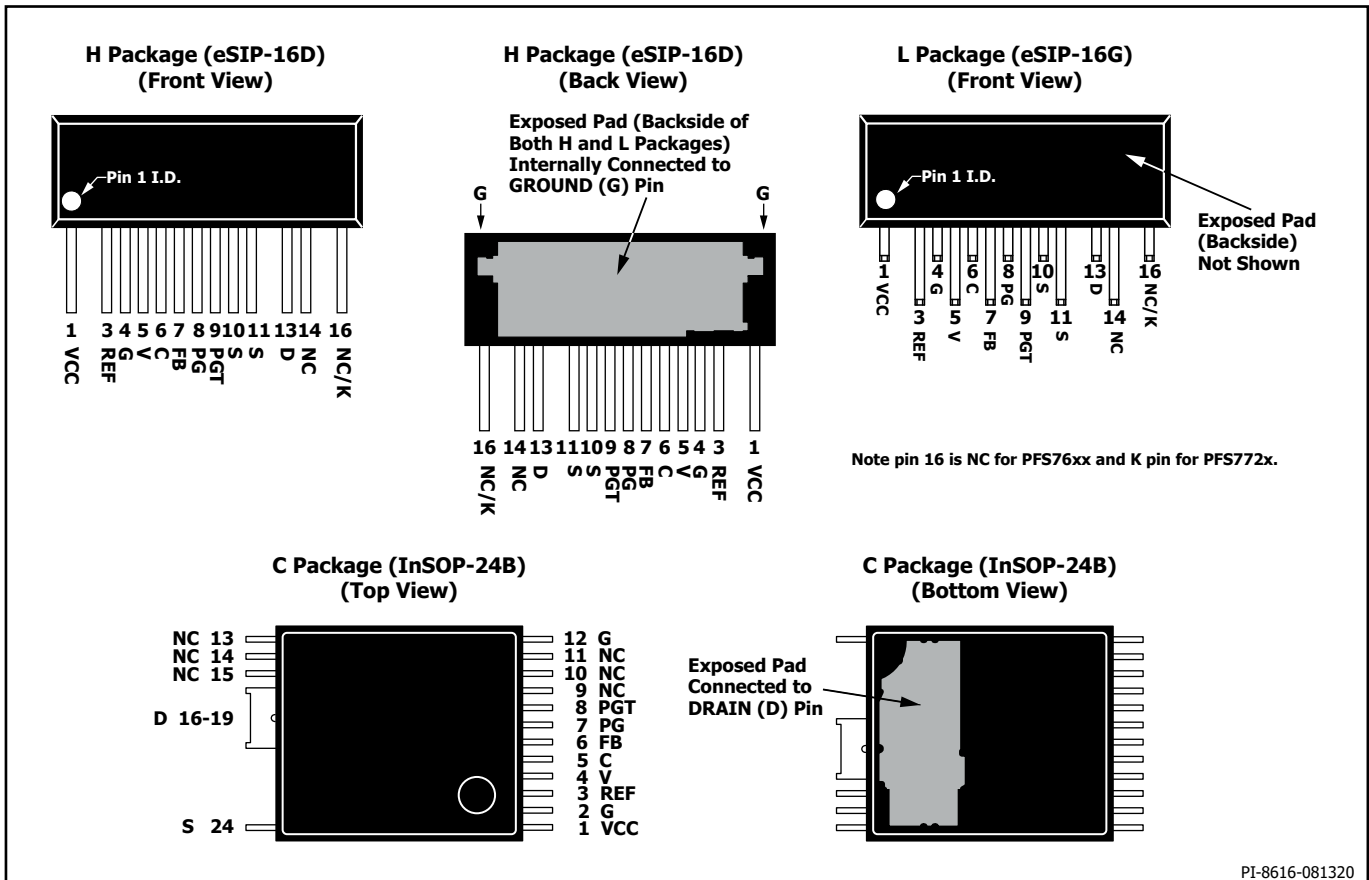 H Package (eSIP-16D)
(Front View)
Pin 1 I.D.
1 3 4 5 6 7 8 9 10 11 13 14 16
VCC REF G V C FB PG PGT S S D NC NC/K
H Package (eSIP-16D)
(Back View)
Exposed Pad (Backside of
Both H and L Packages)
Internally Connected to
GROUND (G) Pin
G
G
16 14 13 11 10 9 8 7 6 5 4 3 1
NC/K NC D S S PGT PG FB C V G REF VCC
L Package (eSIP-16G)
(Front View)
Pin 1 I.D.
Exposed Pad
(Backside)
Not Shown
1 4 6 8 10 13 16
VCC G C PG S D NC/K
3 5 7 9 11 14
REF V FB PGT S NC
Note pin 16 is NC for PFS76xx and K pin for PFS772x.
C Package (InSOP-24B)
(Top View)
NC 13
NC 14
NC 15
D 16-19
S 24
12 G
11 NC
10 NC
9 NC
8 PGT
7 PG
6 FB
5 C
4 V
3 REF
2 G
1 VCC
C Package (InSOP-24B)
(Bottom View)
Exposed Pad
Connected to
DRAIN (D) Pin
PI-8616-081320